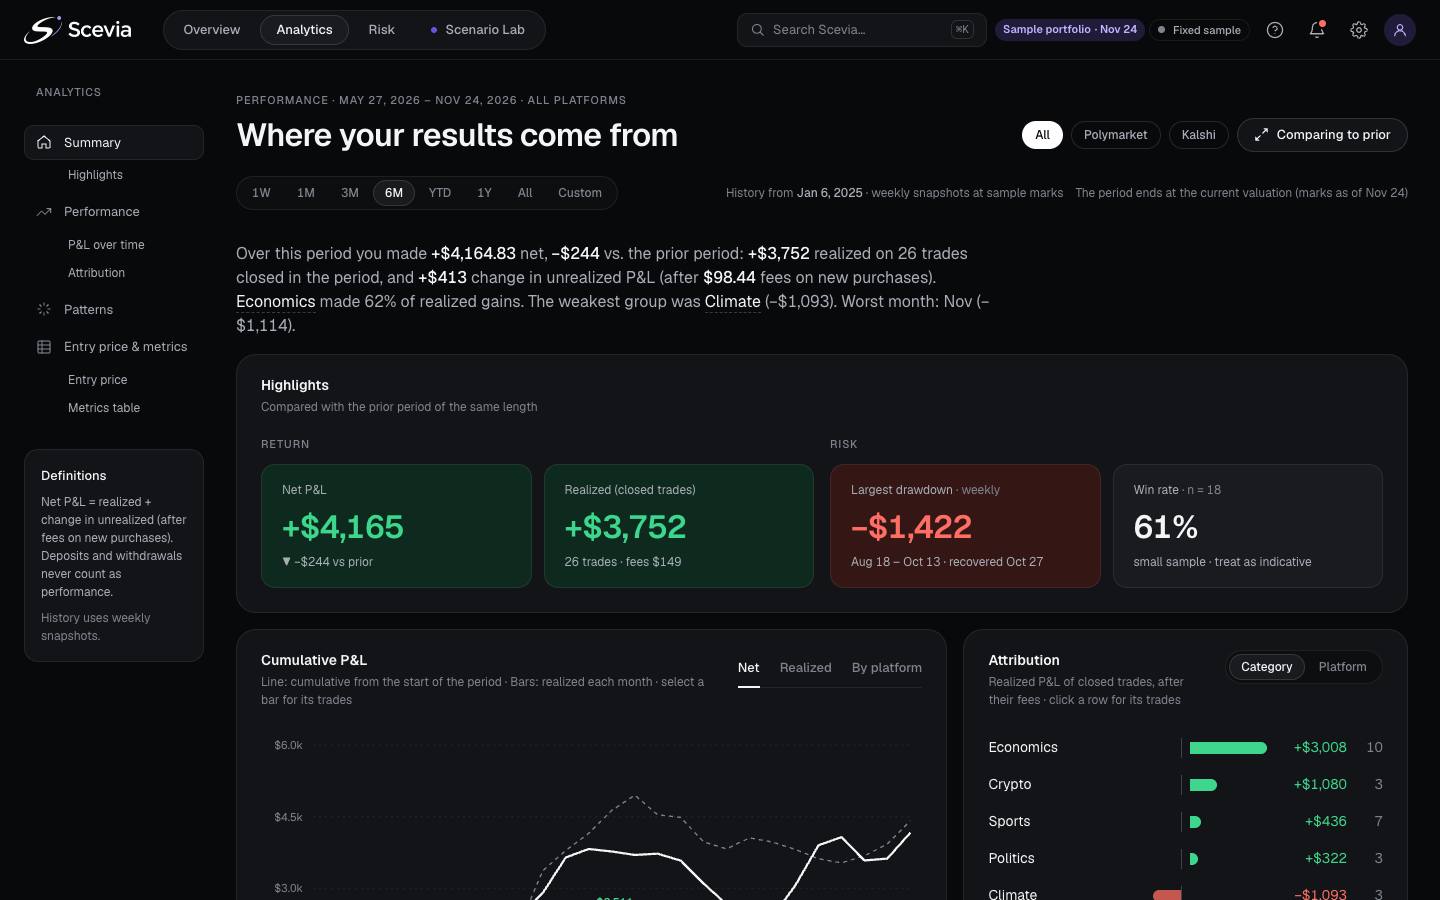 Scevia
Overview
Analytics
Risk
Scenario Lab
Search Scevia…
⌘K
Sample portfolio · Nov 24
Fixed sample
ANALYTICS
Summary
Highlights
Performance
P&L over time
Attribution
Patterns
Entry price & metrics
Entry price
Metrics table
Definitions
Net P&L = realized +
change in unrealized (after
fees on new purchases).
Deposits and withdrawals
never count as
performance.
History uses weekly
snapshots.
PERFORMANCE · MAY 27, 2026 – NOV 24, 2026 · ALL PLATFORMS
Where your results come from
All
Polymarket
Kalshi
Comparing to prior
1W
1M
3M
6M
YTD
1Y
All
Custom
History from Jan 6, 2025 · weekly snapshots at sample marks
The period ends at the current valuation (marks as of Nov 24)
Over this period you made +$4,164.83 net, −$244 vs. the prior period: +$3,752 realized on 26 trades
closed in the period, and +$413 change in unrealized P&L (after $98.44 fees on new purchases).
Economics made 62% of realized gains. The weakest group was Climate (−$1,093). Worst month: Nov (−
$1,114).
Highlights
Compared with the prior period of the same length
RETURN
RISK
Net P&L
+$4,165
▼ −$244 vs prior
Realized (closed trades)
+$3,752
26 trades · fees $149
Largest drawdown · weekly
−$1,422
Aug 18 – Oct 13 · recovered Oct 27
Win rate · n = 18
61%
small sample · treat as indicative
Cumulative P&L
Line: cumulative from the start of the period · Bars: realized each month · select a
bar for its trades
Net
Realized
By platform
$6.0k
$4.5k
$3.0k
Attribution
Realized P&L of closed trades, after
their fees · click a row for its trades
Category
Platform
Economics +$3,008 10
Crypto +$1,080 3
Sports +$436 7
Politics +$322 3
Climate −$1,093 3